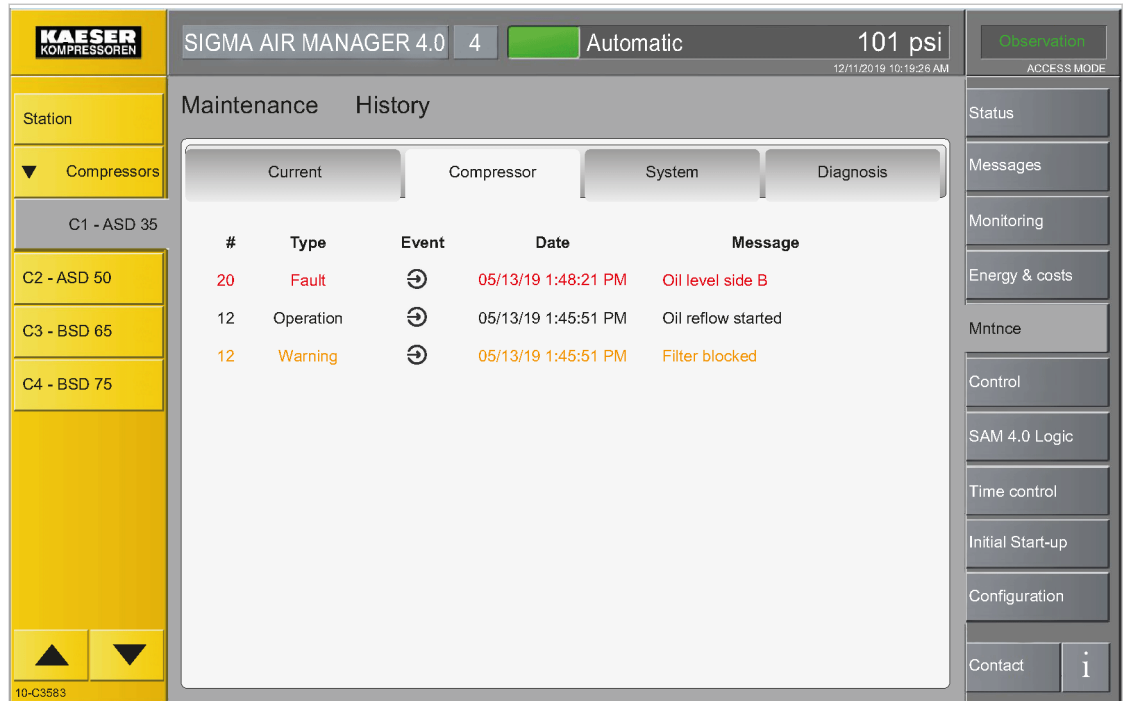 KAESER
KOMPRESSOREN
SIGMA AIR MANAGER 4.0 4 Automatic 101 psi
12/11/2019 10:19:26 AM
Observation
ACCESS MODE
Station
Compressors
C1 - ASD 35
C2 - ASD 50
C3 - BSD 65
C4 - BSD 75
10-C3583
Maintenance History
Current Compressor System Diagnosis
# Type Event Date Message
20 Fault 05/13/19 1:48:21 PM Oil level side B
12 Operation 05/13/19 1:45:51 PM Oil reflow started
12 Warning 05/13/19 1:45:51 PM Filter blocked
Status
Messages
Monitoring
Energy & costs
Mntnce
Control
SAM 4.0 Logic
Time control
Initial Start-up
Configuration
Contact i